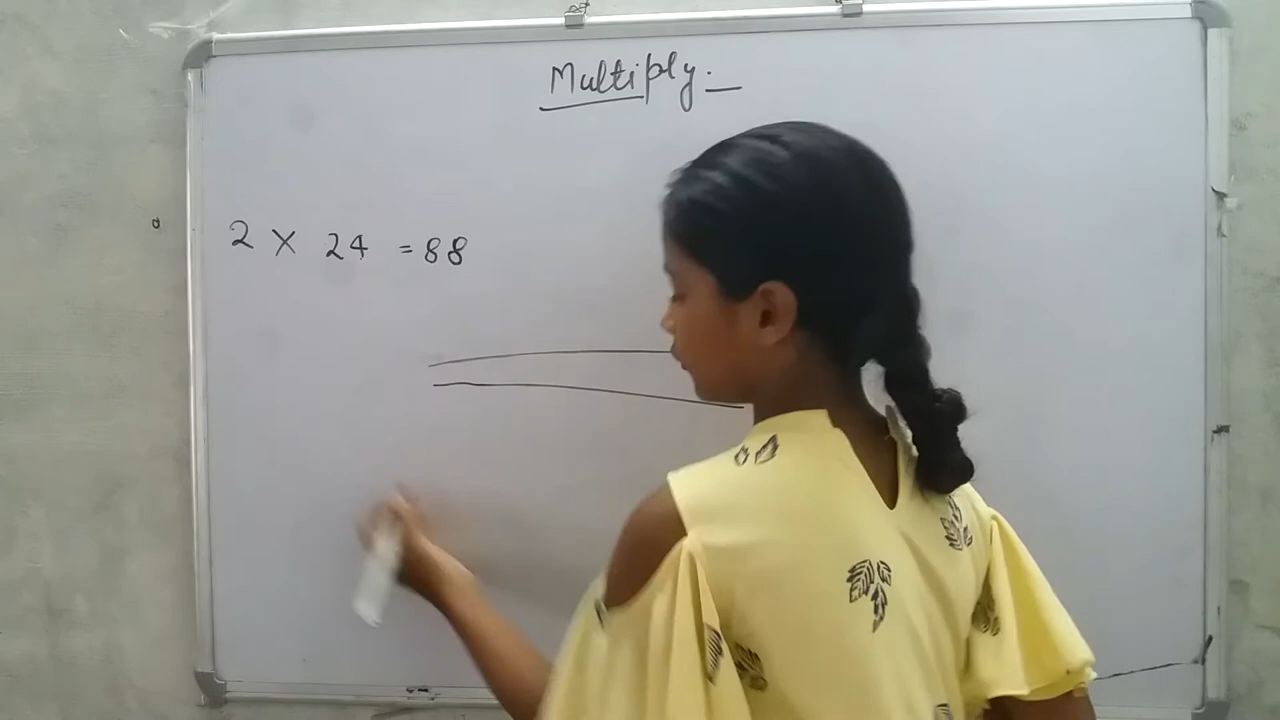 Multiply:-
2 × 24 = 88